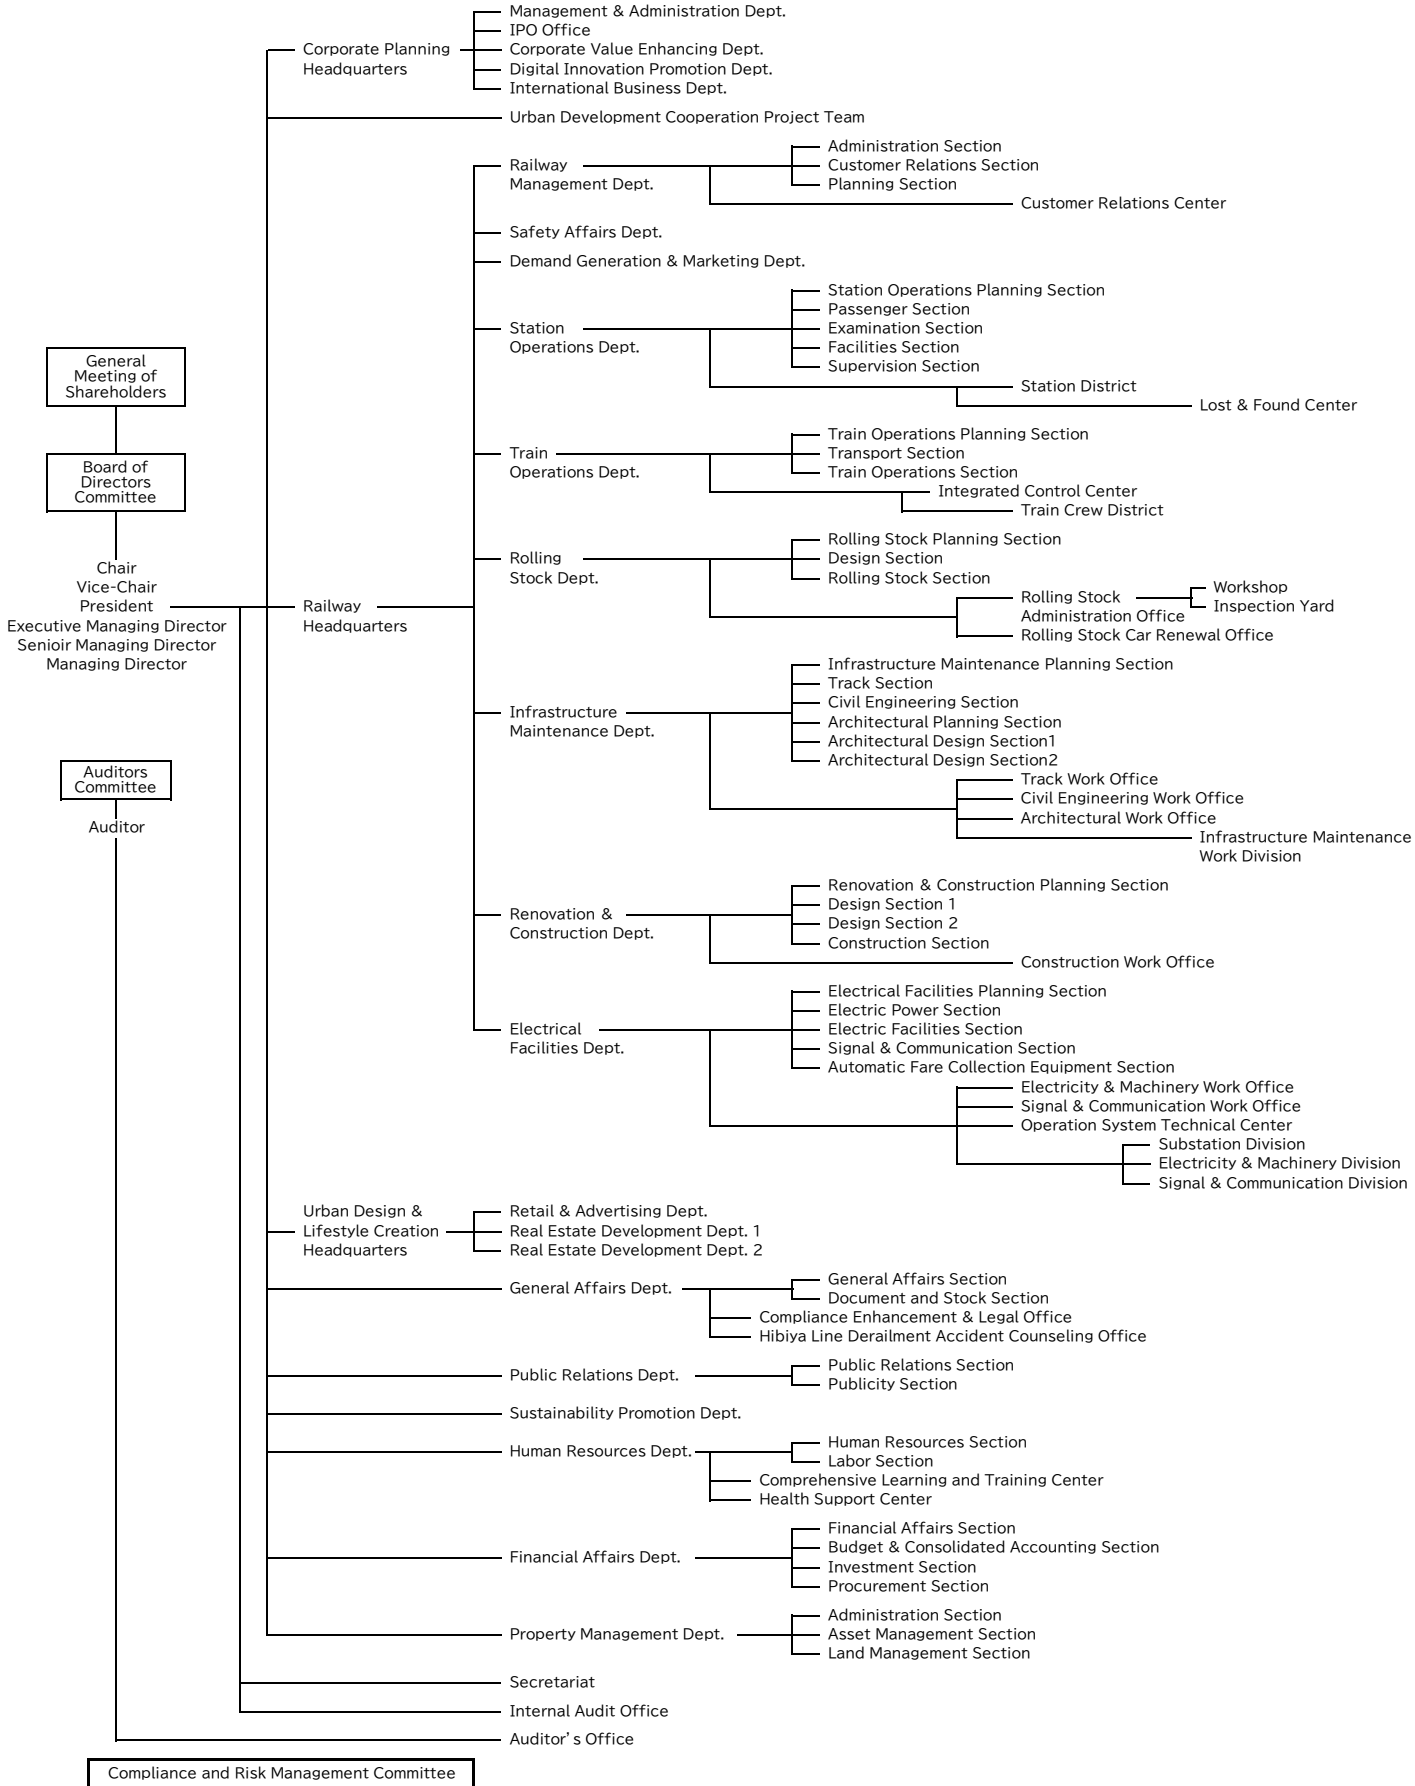 Management & Administration Dept.
IPO Office
Corporate Planning
Headquarters
Corporate Value Enhancing Dept.
Digital Innovation Promotion Dept.
International Business Dept.
Urban Development Cooperation Project Team
Railway
Management Dept.
Administration Section
Customer Relations Section
Planning Section
Customer Relations Center
Safety Affairs Dept.
Demand Generation & Marketing Dept.
Station
Operations Dept.
Station Operations Planning Section
Passenger Section
Examination Section
Facilities Section
Supervision Section
Station District
Lost & Found Center
General
Meeting of
Shareholders
Board of
Directors
Committee
Train
Operations Dept.
Train Operations Planning Section
Transport Section
Train Operations Section
Integrated Control Center
Train Crew District
Chair
Vice-Chair
President
Executive Managing Director
Senioir Managing Director
Managing Director
Railway
Headquarters
Rolling
Stock Dept.
Rolling Stock Planning Section
Design Section
Rolling Stock Section
Rolling Stock
Administration Office
Workshop
Inspection Yard
Rolling Stock Car Renewal Office
Infrastructure
Maintenance Dept.
Infrastructure Maintenance Planning Section
Track Section
Civil Engineering Section
Architectural Planning Section
Architectural Design Section1
Architectural Design Section2
Track Work Office
Civil Engineering Work Office
Architectural Work Office
Infrastructure Maintenance
Work Division
Auditors
Committee
Auditor
Renovation &
Construction Dept.
Renovation & Construction Planning Section
Design Section 1
Design Section 2
Construction Section
Construction Work Office
Electrical
Facilities Dept.
Electrical Facilities Planning Section
Electric Power Section
Electric Facilities Section
Signal & Communication Section
Automatic Fare Collection Equipment Section
Electricity & Machinery Work Office
Signal & Communication Work Office
Operation System Technical Center
Substation Division
Electricity & Machinery Division
Signal & Communication Division
Urban Design &
Lifestyle Creation
Headquarters
Retail & Advertising Dept.
Real Estate Development Dept. 1
Real Estate Development Dept. 2
General Affairs Dept.
General Affairs Section
Document and Stock Section
Compliance Enhancement & Legal Office
Hibiya Line Derailment Accident Counseling Office
Public Relations Dept.
Public Relations Section
Publicity Section
Sustainability Promotion Dept.
Human Resources Dept.
Human Resources Section
Labor Section
Comprehensive Learning and Training Center
Health Support Center
Financial Affairs Dept.
Financial Affairs Section
Budget & Consolidated Accounting Section
Investment Section
Procurement Section
Property Management Dept.
Administration Section
Asset Management Section
Land Management Section
Secretariat
Internal Audit Office
Auditor’s Office
Compliance and Risk Management Committee